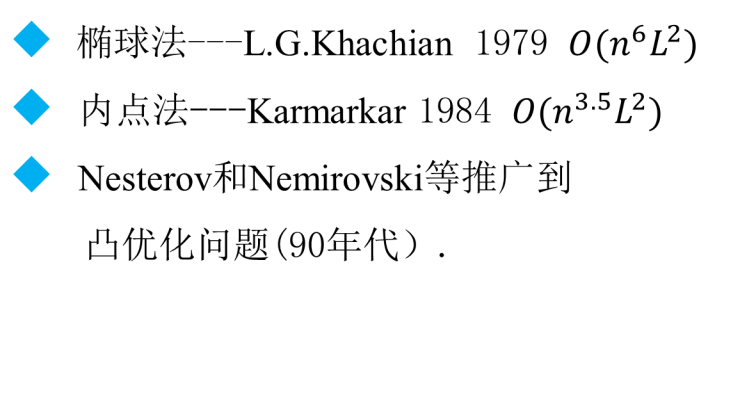 椭球法---L.G.Khachian 1979 O(n⁶L²)
内点法---Karmarkar 1984 O(n³·⁵L²)
Nesterov和Nemirovski等推广到
凸优化问题(90年代）.